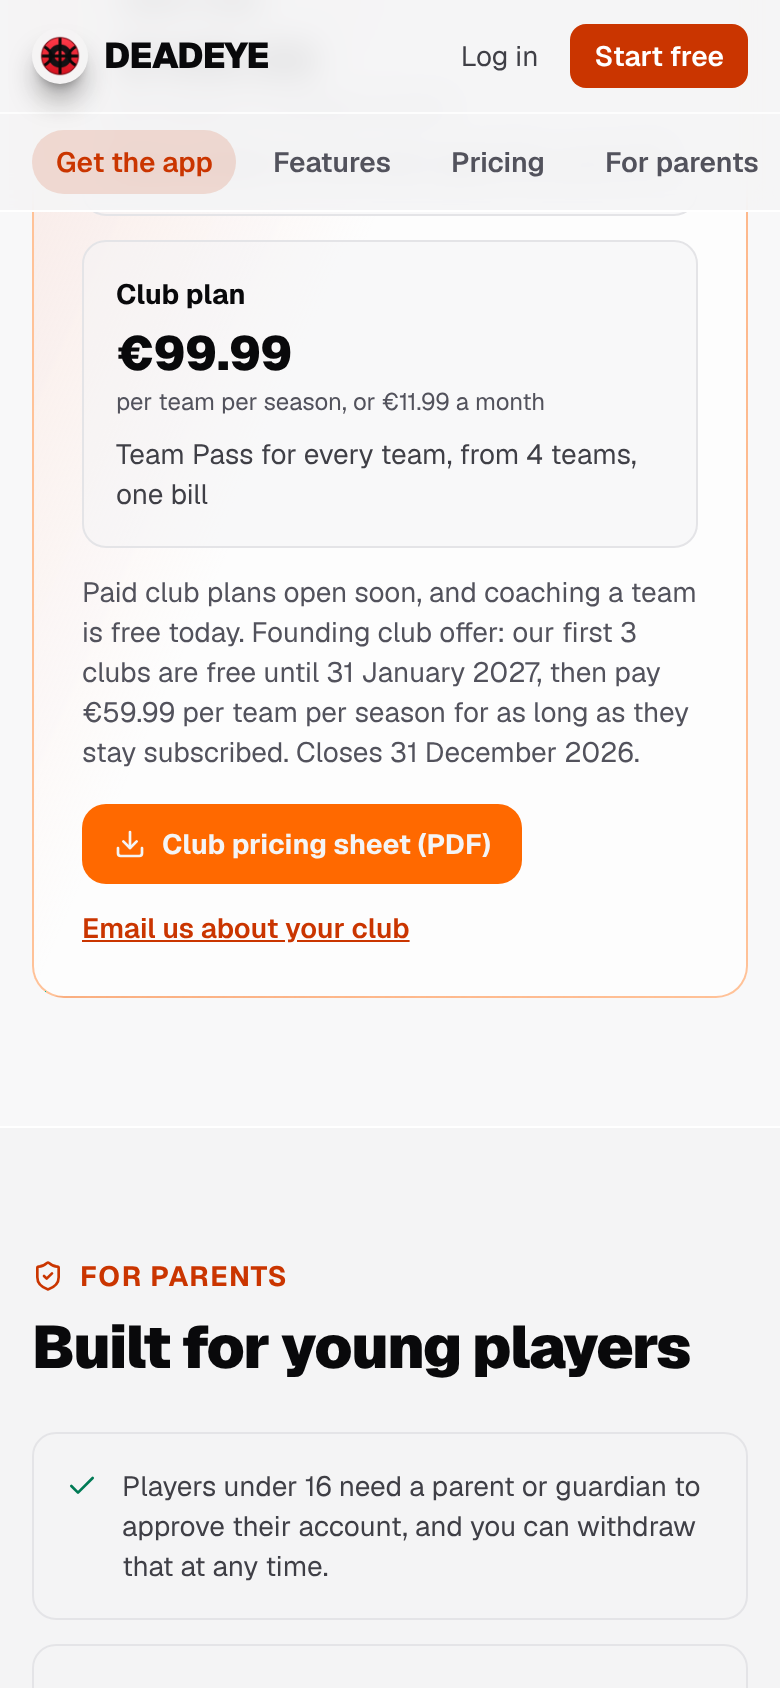 DEADEYE
Log in
Start free
Get the app
Features
Pricing
For parents
Club plan
€99.99
per team per season, or €11.99 a month
Team Pass for every team, from 4 teams,
one bill
Paid club plans open soon, and coaching a team
is free today. Founding club offer: our first 3
clubs are free until 31 January 2027, then pay
€59.99 per team per season for as long as they
stay subscribed. Closes 31 December 2026.
Club pricing sheet (PDF)
Email us about your club
FOR PARENTS
Built for young players
Players under 16 need a parent or guardian to
approve their account, and you can withdraw
that at any time.